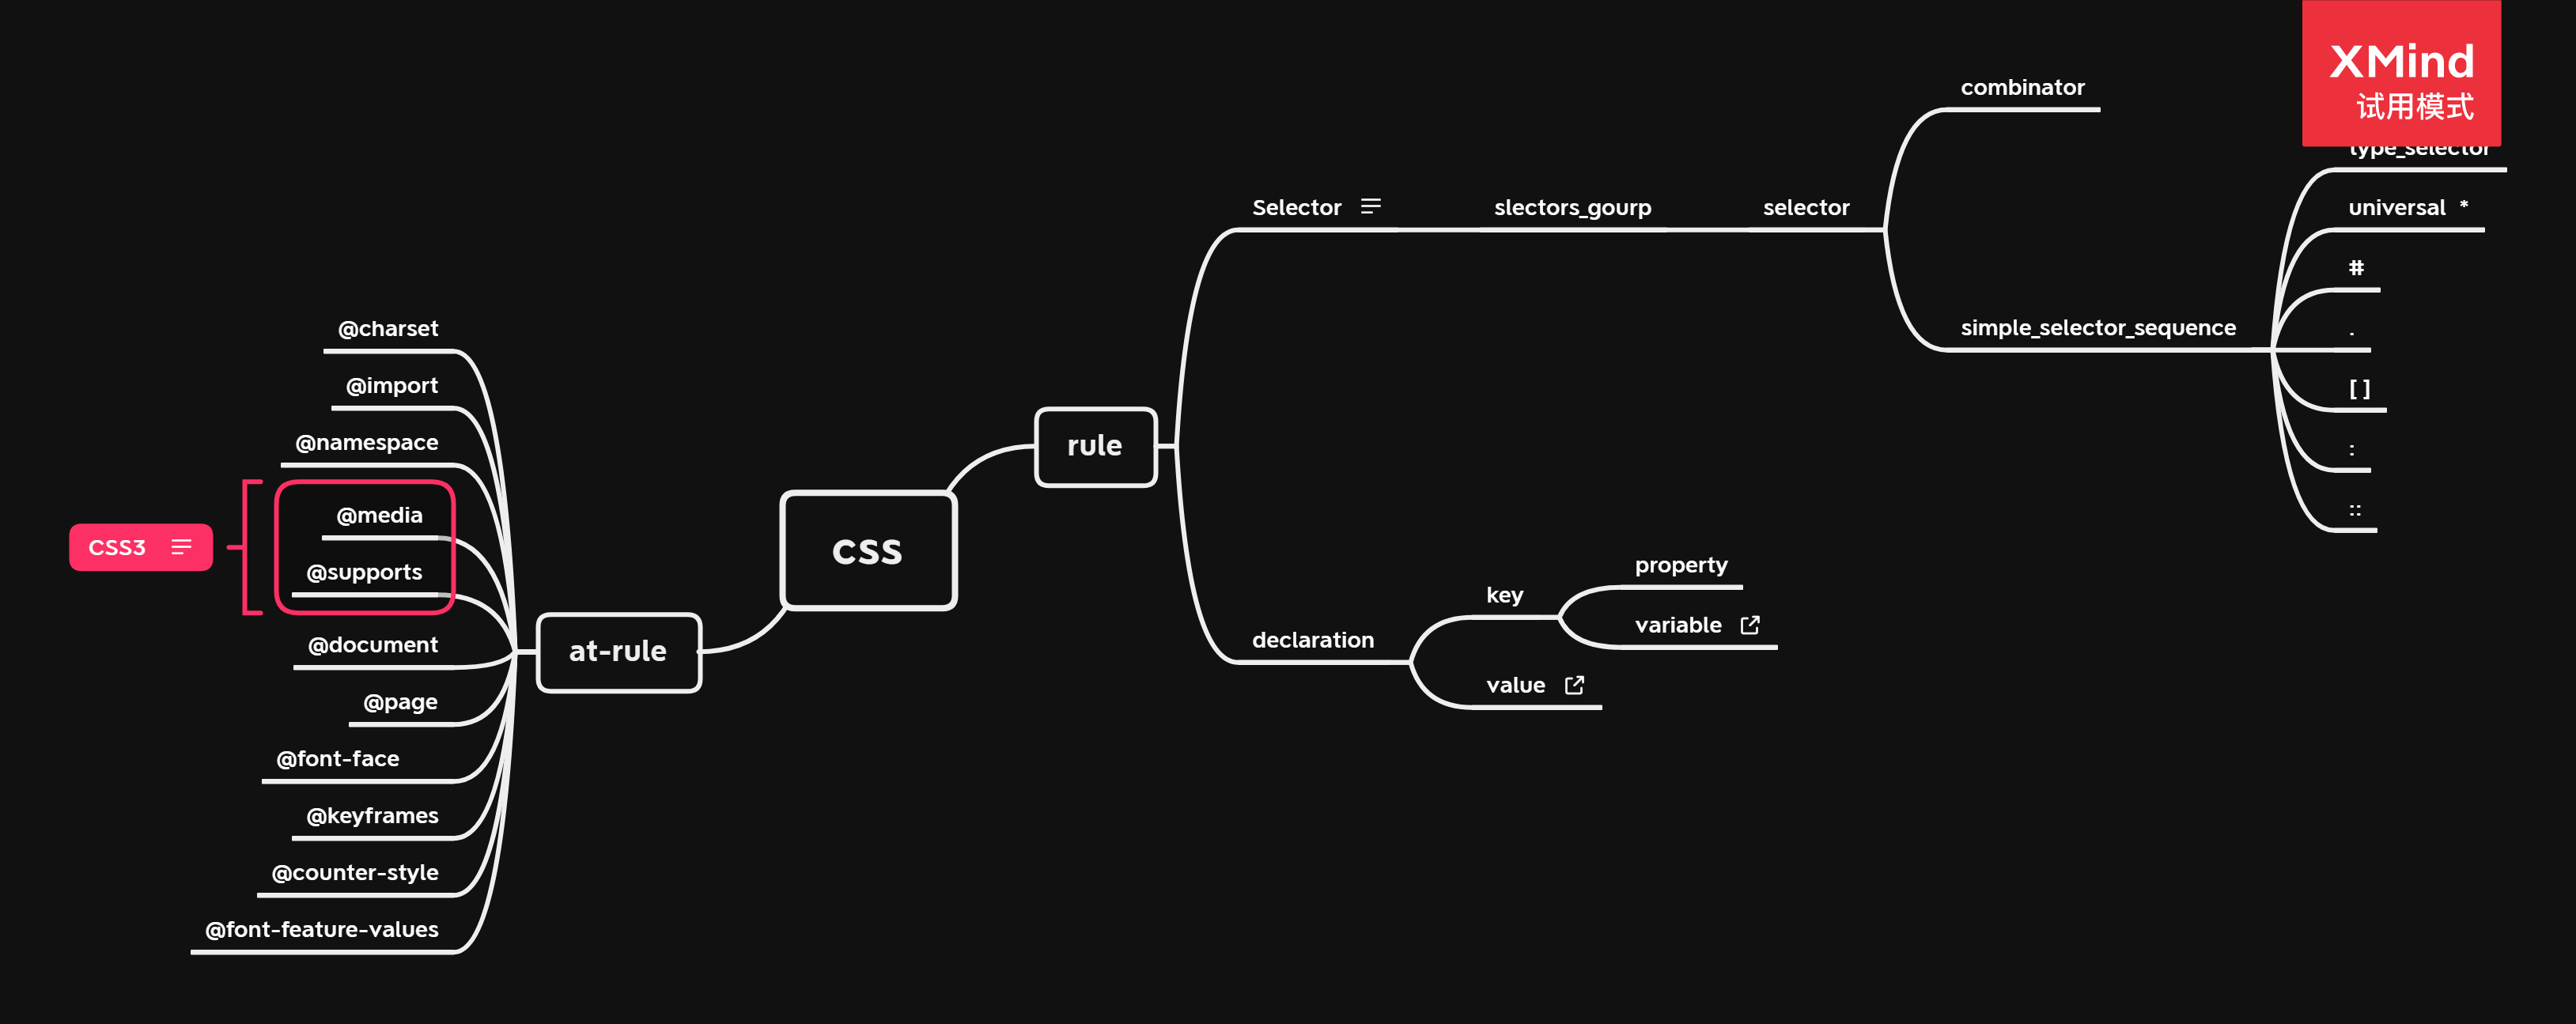 XMind
试用模式
combinator
type_selector
Selector
slectors_gourp
selector
universal *
#
simple_selector_sequence
.
[ ]
:
::
@charset
@import
@namespace
@media
CSS3
@supports
@document
@page
@font-face
@keyframes
@counter-style
@font-feature-values
rule
css
at-rule
property
key
variable
declaration
value